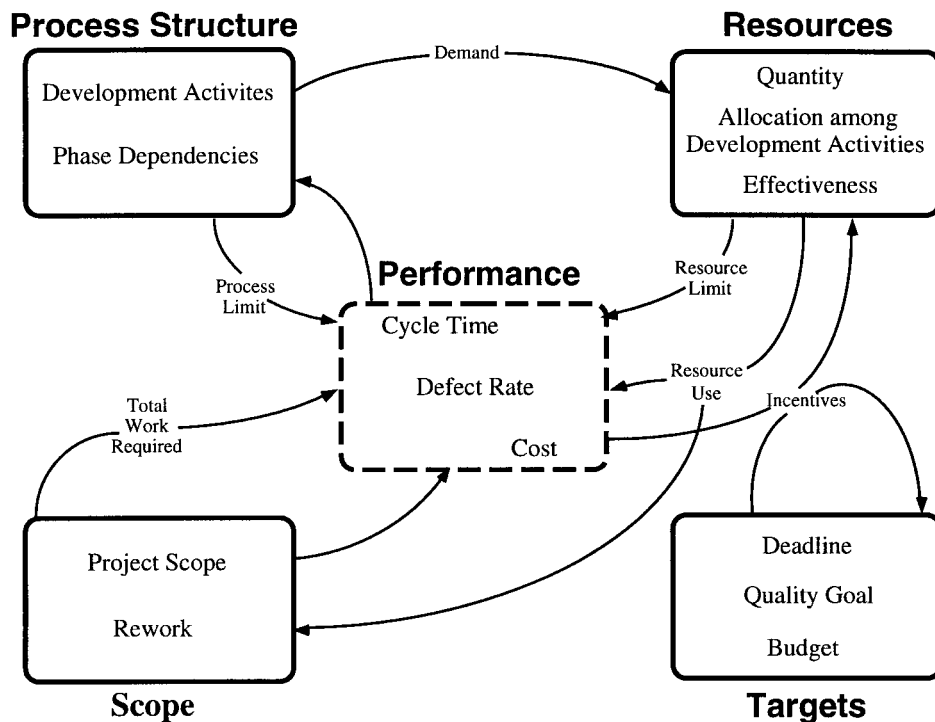 Process Structure
Resources
Demand
Development Activites
Phase Dependencies
Quantity
Allocation among
Development Activities
Effectiveness
Process
Limit
Performance
Resource
Limit
Cycle Time
Defect Rate
Cost
Resource
Use
Incentives
Total
Work
Required
Project Scope
Rework
Deadline
Quality Goal
Budget
Scope
Targets